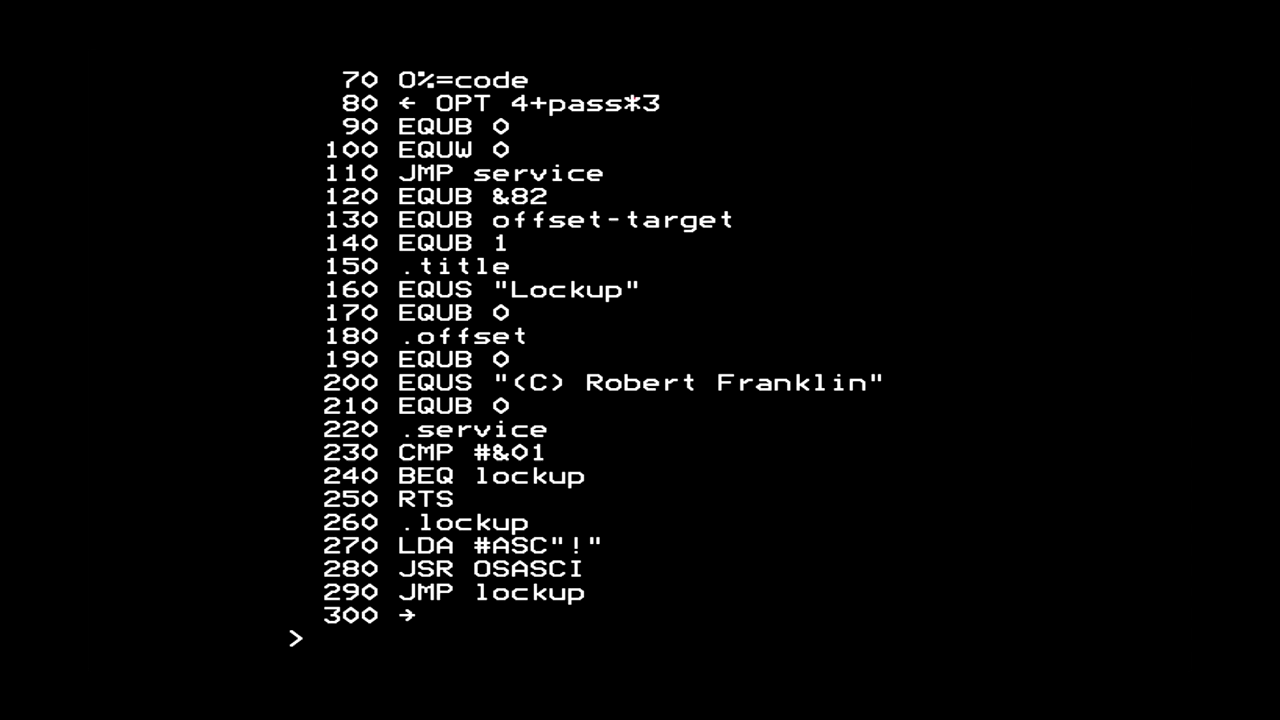 70 O%=code
80 ← OPT 4+pass*3
90 EQUB 0
100 EQUW 0
110 JMP service
120 EQUB &82
130 EQUB offset-target
140 EQUB 1
150 .title
160 EQUS "Lockup"
170 EQUB 0
180 .offset
190 EQUB 0
200 EQUS "(C) Robert Franklin"
210 EQUB 0
220 .service
230 CMP #&01
240 BEQ lockup
250 RTS
260 .lockup
270 LDA #ASC"!"
280 JSR OSASCI
290 JMP lockup
300 →
>